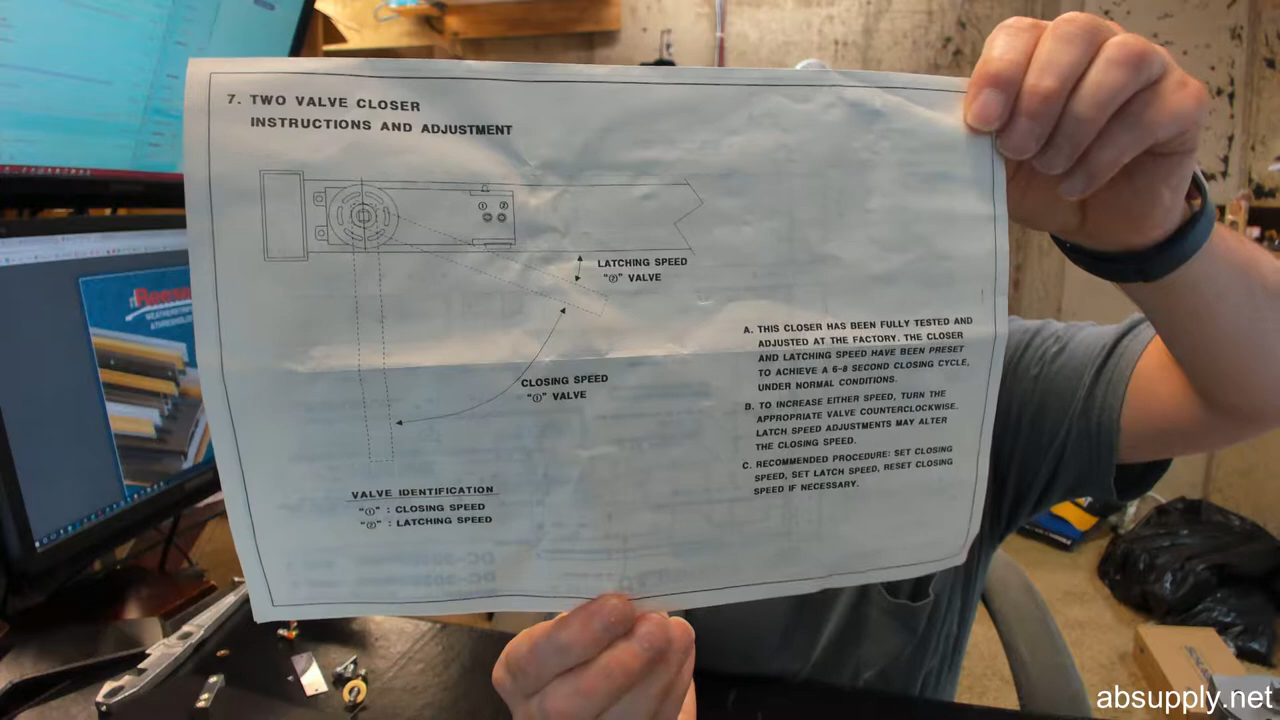 7. TWO VALVE CLOSER
INSTRUCTIONS AND ADJUSTMENT
① ②
LATCHING SPEED
"②" VALVE
CLOSING SPEED
"①" VALVE
VALVE IDENTIFICATION
"①" : CLOSING SPEED
"②" : LATCHING SPEED
A. THIS CLOSER HAS BEEN FULLY TESTED AND
ADJUSTED AT THE FACTORY. THE CLOSER
AND LATCHING SPEED HAVE BEEN PRESET
TO ACHIEVE A 6-8 SECOND CLOSING CYCLE,
UNDER NORMAL CONDITIONS.
B. TO INCREASE EITHER SPEED, TURN THE
APPROPRIATE VALVE COUNTERCLOCKWISE.
LATCH SPEED ADJUSTMENTS MAY ALTER
THE CLOSING SPEED.
C. RECOMMENDED PROCEDURE: SET CLOSING
SPEED, SET LATCH SPEED, RESET CLOSING
SPEED IF NECESSARY.
absupply.net